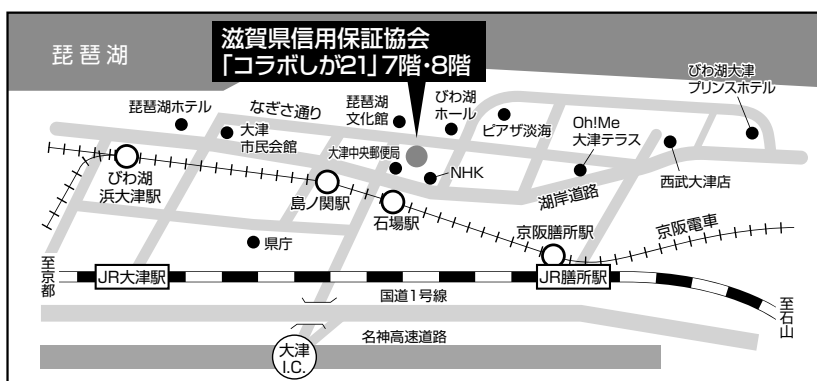 琵琶湖
滋賀県信用保証協会
「コラボしが21」7階・8階
びわ湖大津
プリンスホテル
琵琶湖ホテル
なぎさ通り
琵琶湖
文化館
びわ湖
ホール
ピアザ淡海
Oh!Me
大津テラス
大津
市民会館
大津中央郵便局
NHK
西武大津店
びわ湖
浜大津駅
島ノ関駅
石場駅
湖岸道路
京阪膳所駅
京阪電車
県庁
至京都
JR大津駅
JR膳所駅
至石山
国道1号線
名神高速道路
大津
I.C.